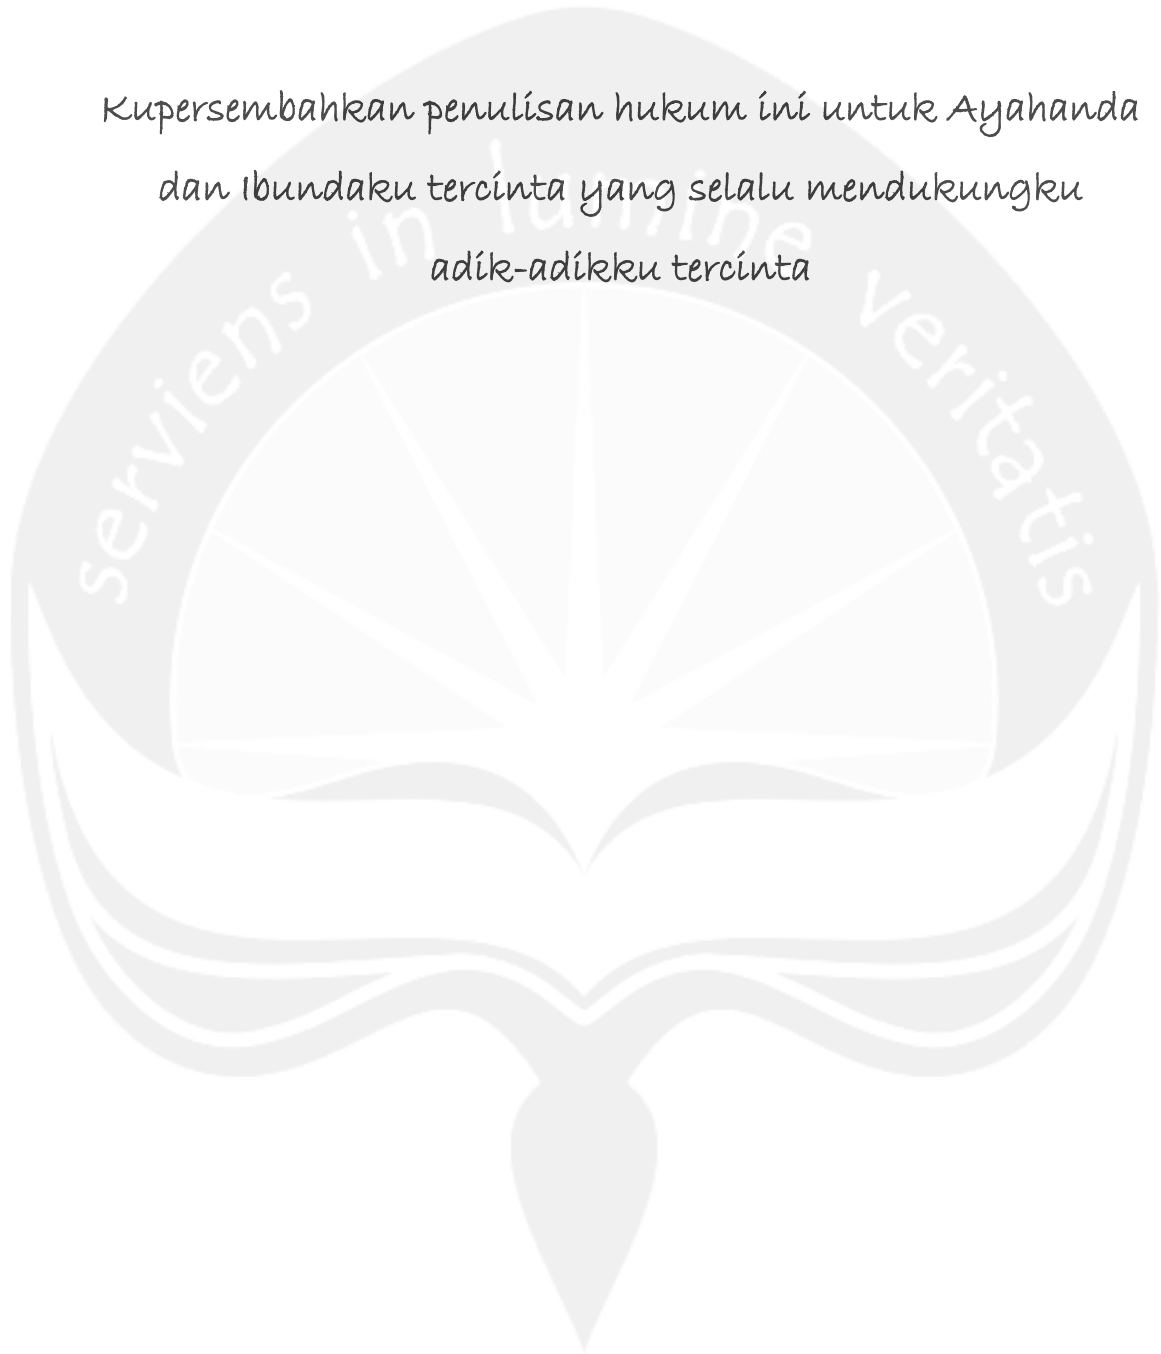 Kupersembahkan penulisan hukum ini untuk Ayahanda
dan Ibundaku tercinta yang selalu mendukungku
adik-adikku tercinta
serviens in lumine veritatis